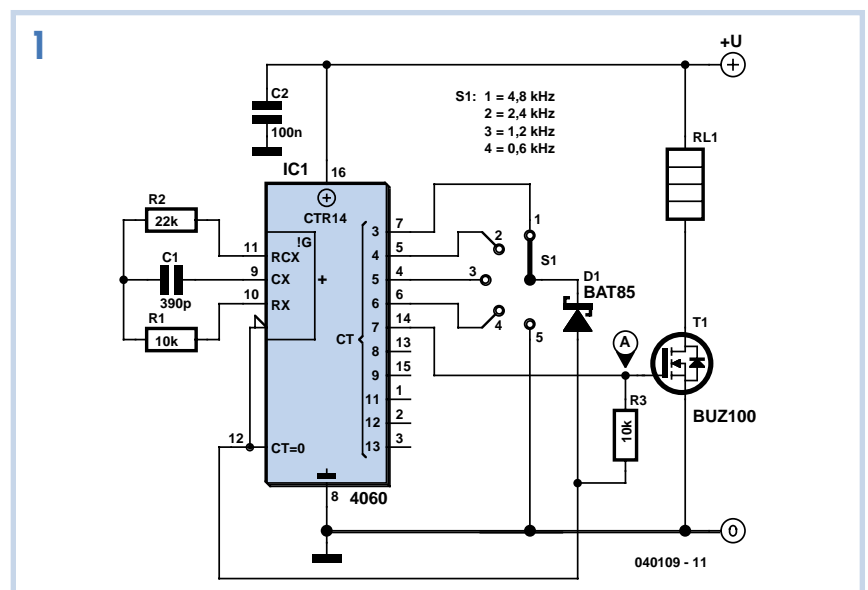 1
+U
C2
100n
S1: 1 = 4,8 kHz
2 = 2,4 kHz
3 = 1,2 kHz
4 = 0,6 kHz
RL1
IC1
16
CTR14
R2
22k
C1
390p
R1
10k
11
9
10
12
RCX
CX
RX
CT=0
!G
+
CT
3
4
5
6
7
8
9
11
12
13
7
5
4
6
14
13
15
1
2
3
8
4060
1
2
3
4
5
S1
D1
BAT85
A
R3
10k
T1
BUZ100
0
040109 - 11